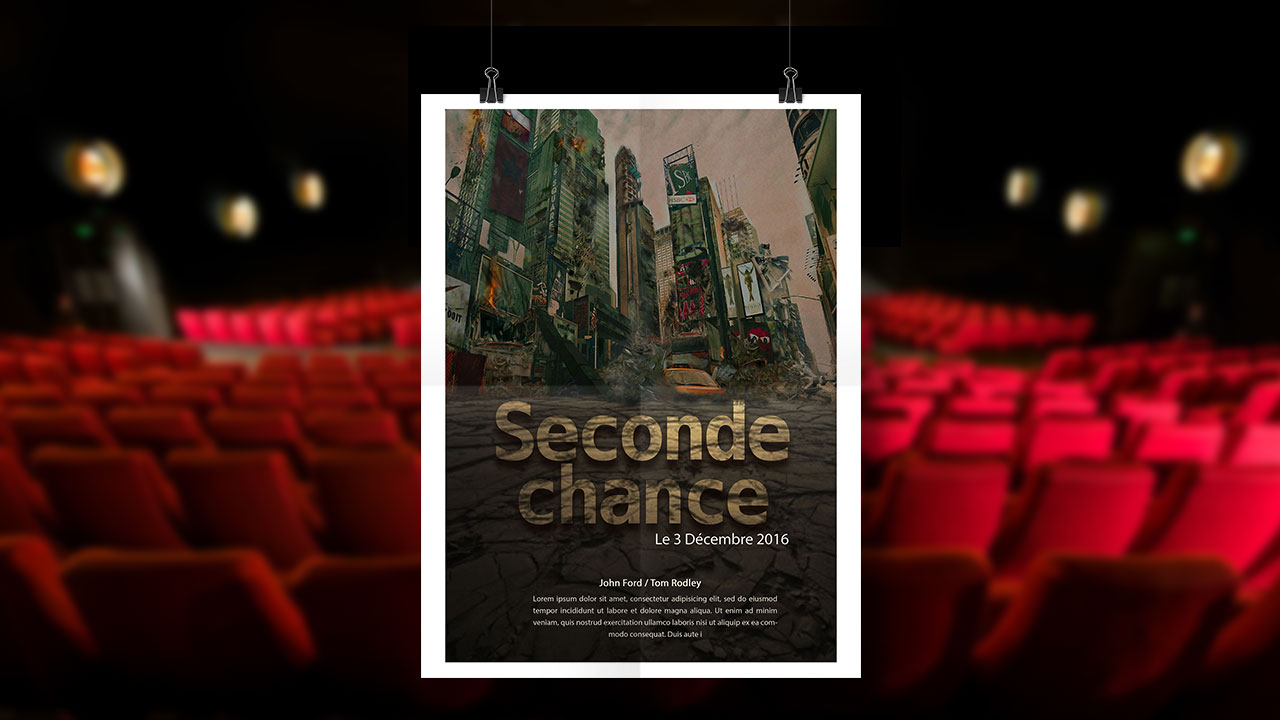 HSBC
Seconde
chance
Le 3 Décembre 2016
John Ford / Tom Rodley
Lorem ipsum dolor sit amet, consectetur adipisicing elit, sed do eiusmod
tempor incididunt ut labore et dolore magna aliqua. Ut enim ad minim
veniam, quis nostrud exercitation ullamco laboris nisi ut aliquip ex ea com-
modo consequat. Duis aute i